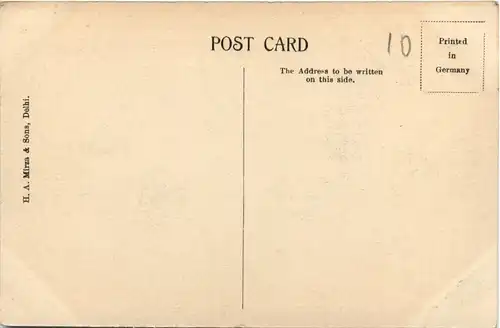 POST CARD
10
Printed
in
Germany
The Address to be written
on this side.
H. A. Mirza & Sons, Delhi.